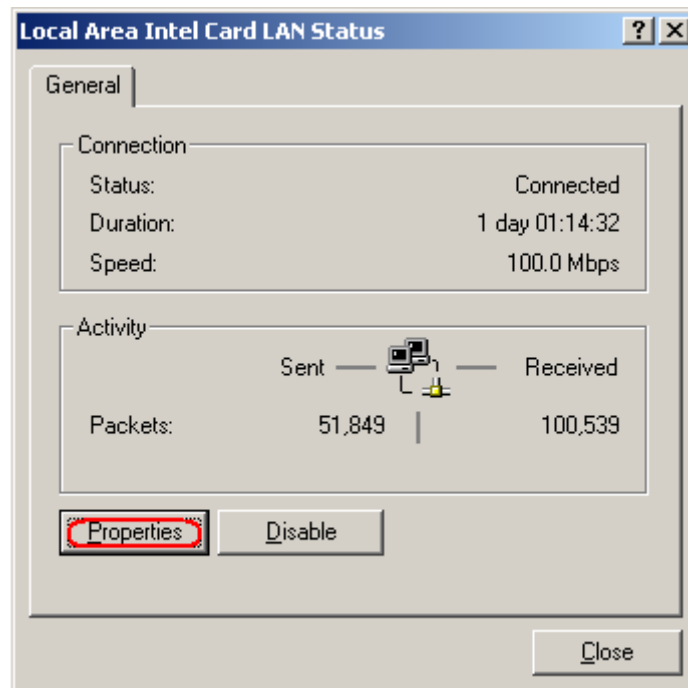 Local Area Intel Card LAN Status
General
Connection
Status: Connected
Duration: 1 day 01:14:32
Speed: 100.0 Mbps
Activity
Sent Received
Packets: 51,849 100,539
Properties Disable
Close